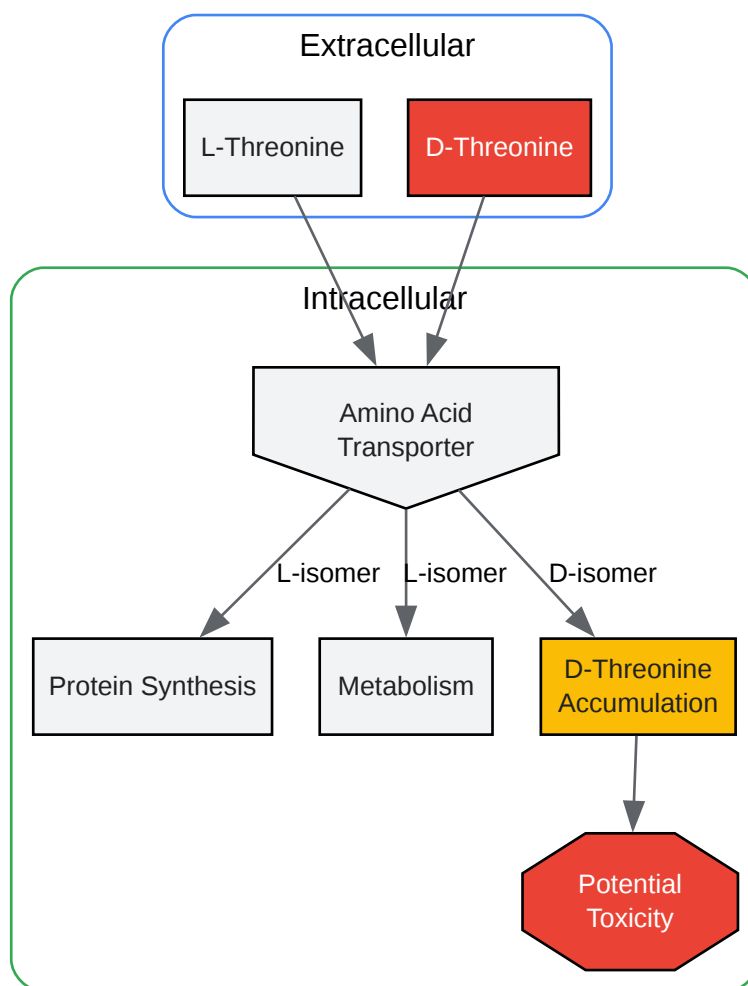 Extracellular
L-Threonine
D-Threonine
Intracellular
Amino Acid
Transporter
L-isomer
L-isomer
D-isomer
Protein Synthesis
Metabolism
D-Threonine
Accumulation
Potential
Toxicity